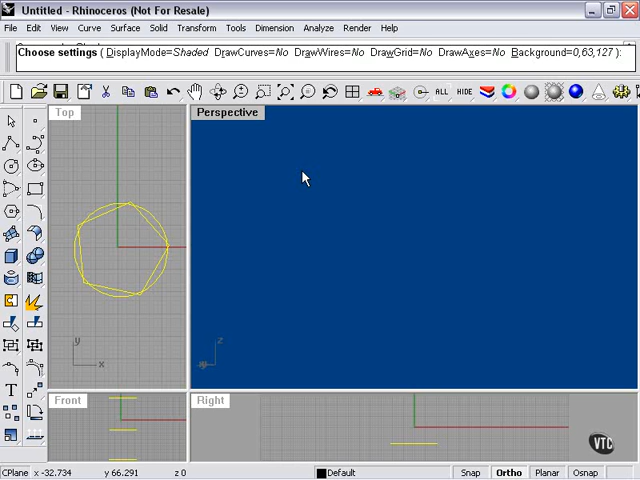 Untitled - Rhinoceros (Not For Resale)
File Edit View Curve Surface Solid Transform Tools Dimension Analyze Render Help
Choose settings ( DisplayMode=Shaded DrawCurves=No DrawWires=No DrawGrid=No DrawAxes=No Background=0,63,127 ):
ALL HIDE
Top
Perspective
T
y
x
z
x
Front
Right
VTC
CPlane x -32.734 y 66.291 z 0 Default Snap Ortho Planar Osnap